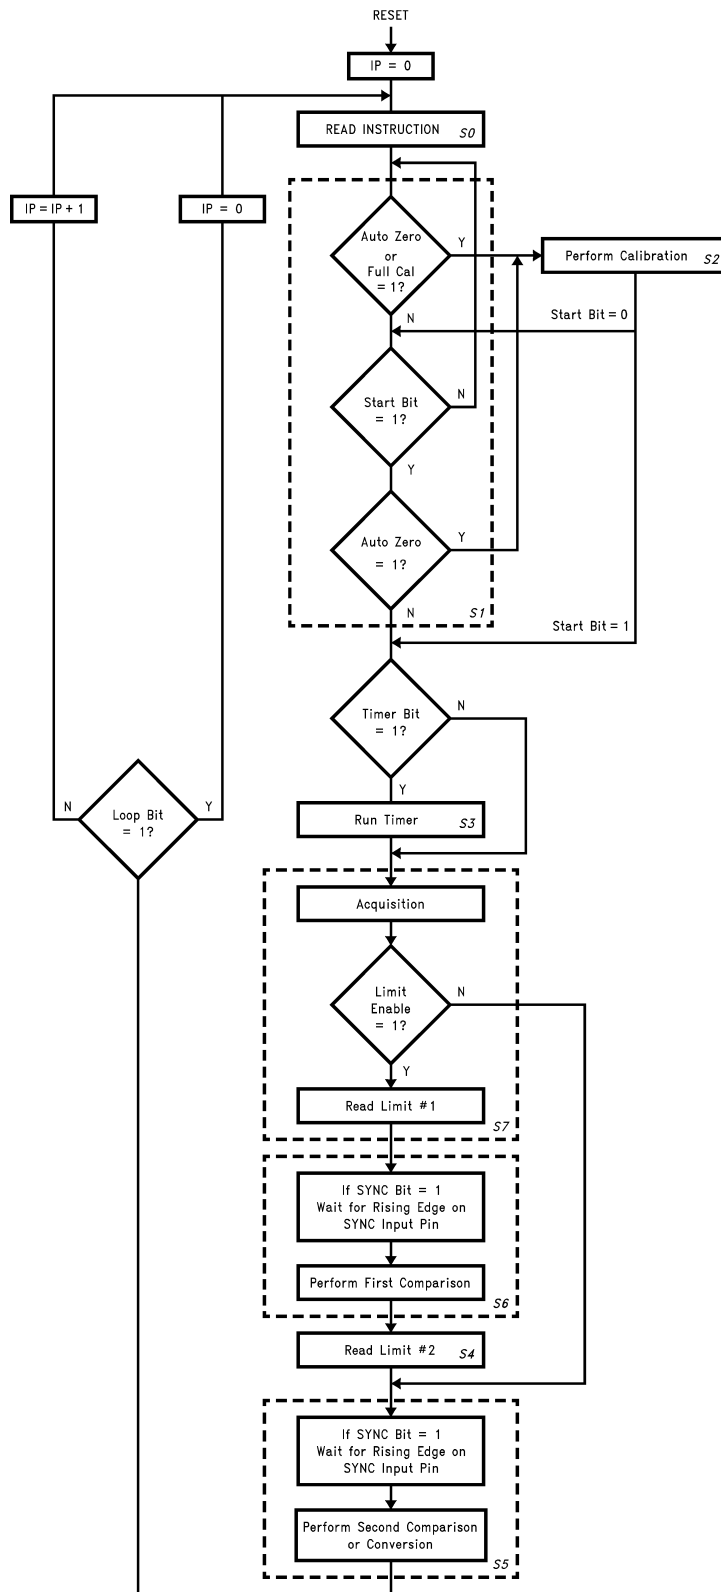 RESET
IP = 0
READ INSTRUCTION S0
IP = IP + 1
IP = 0
Auto Zero
or
Full Cal
= 1?
Y
N
Perform Calibration S2
Start Bit = 0
Start Bit
= 1?
N
Y
Auto Zero
= 1?
Y
N
S1
Start Bit = 1
Timer Bit
= 1?
N
Y
Run Timer S3
Loop Bit
= 1?
N
Y
Acquisition
Limit
Enable
= 1?
N
Y
Read Limit #1
S7
If SYNC Bit = 1
Wait for Rising Edge on
SYNC Input Pin
Perform First Comparison
S6
Read Limit #2 S4
If SYNC Bit = 1
Wait for Rising Edge on
SYNC Input Pin
Perform Second Comparison
or Conversion
S5